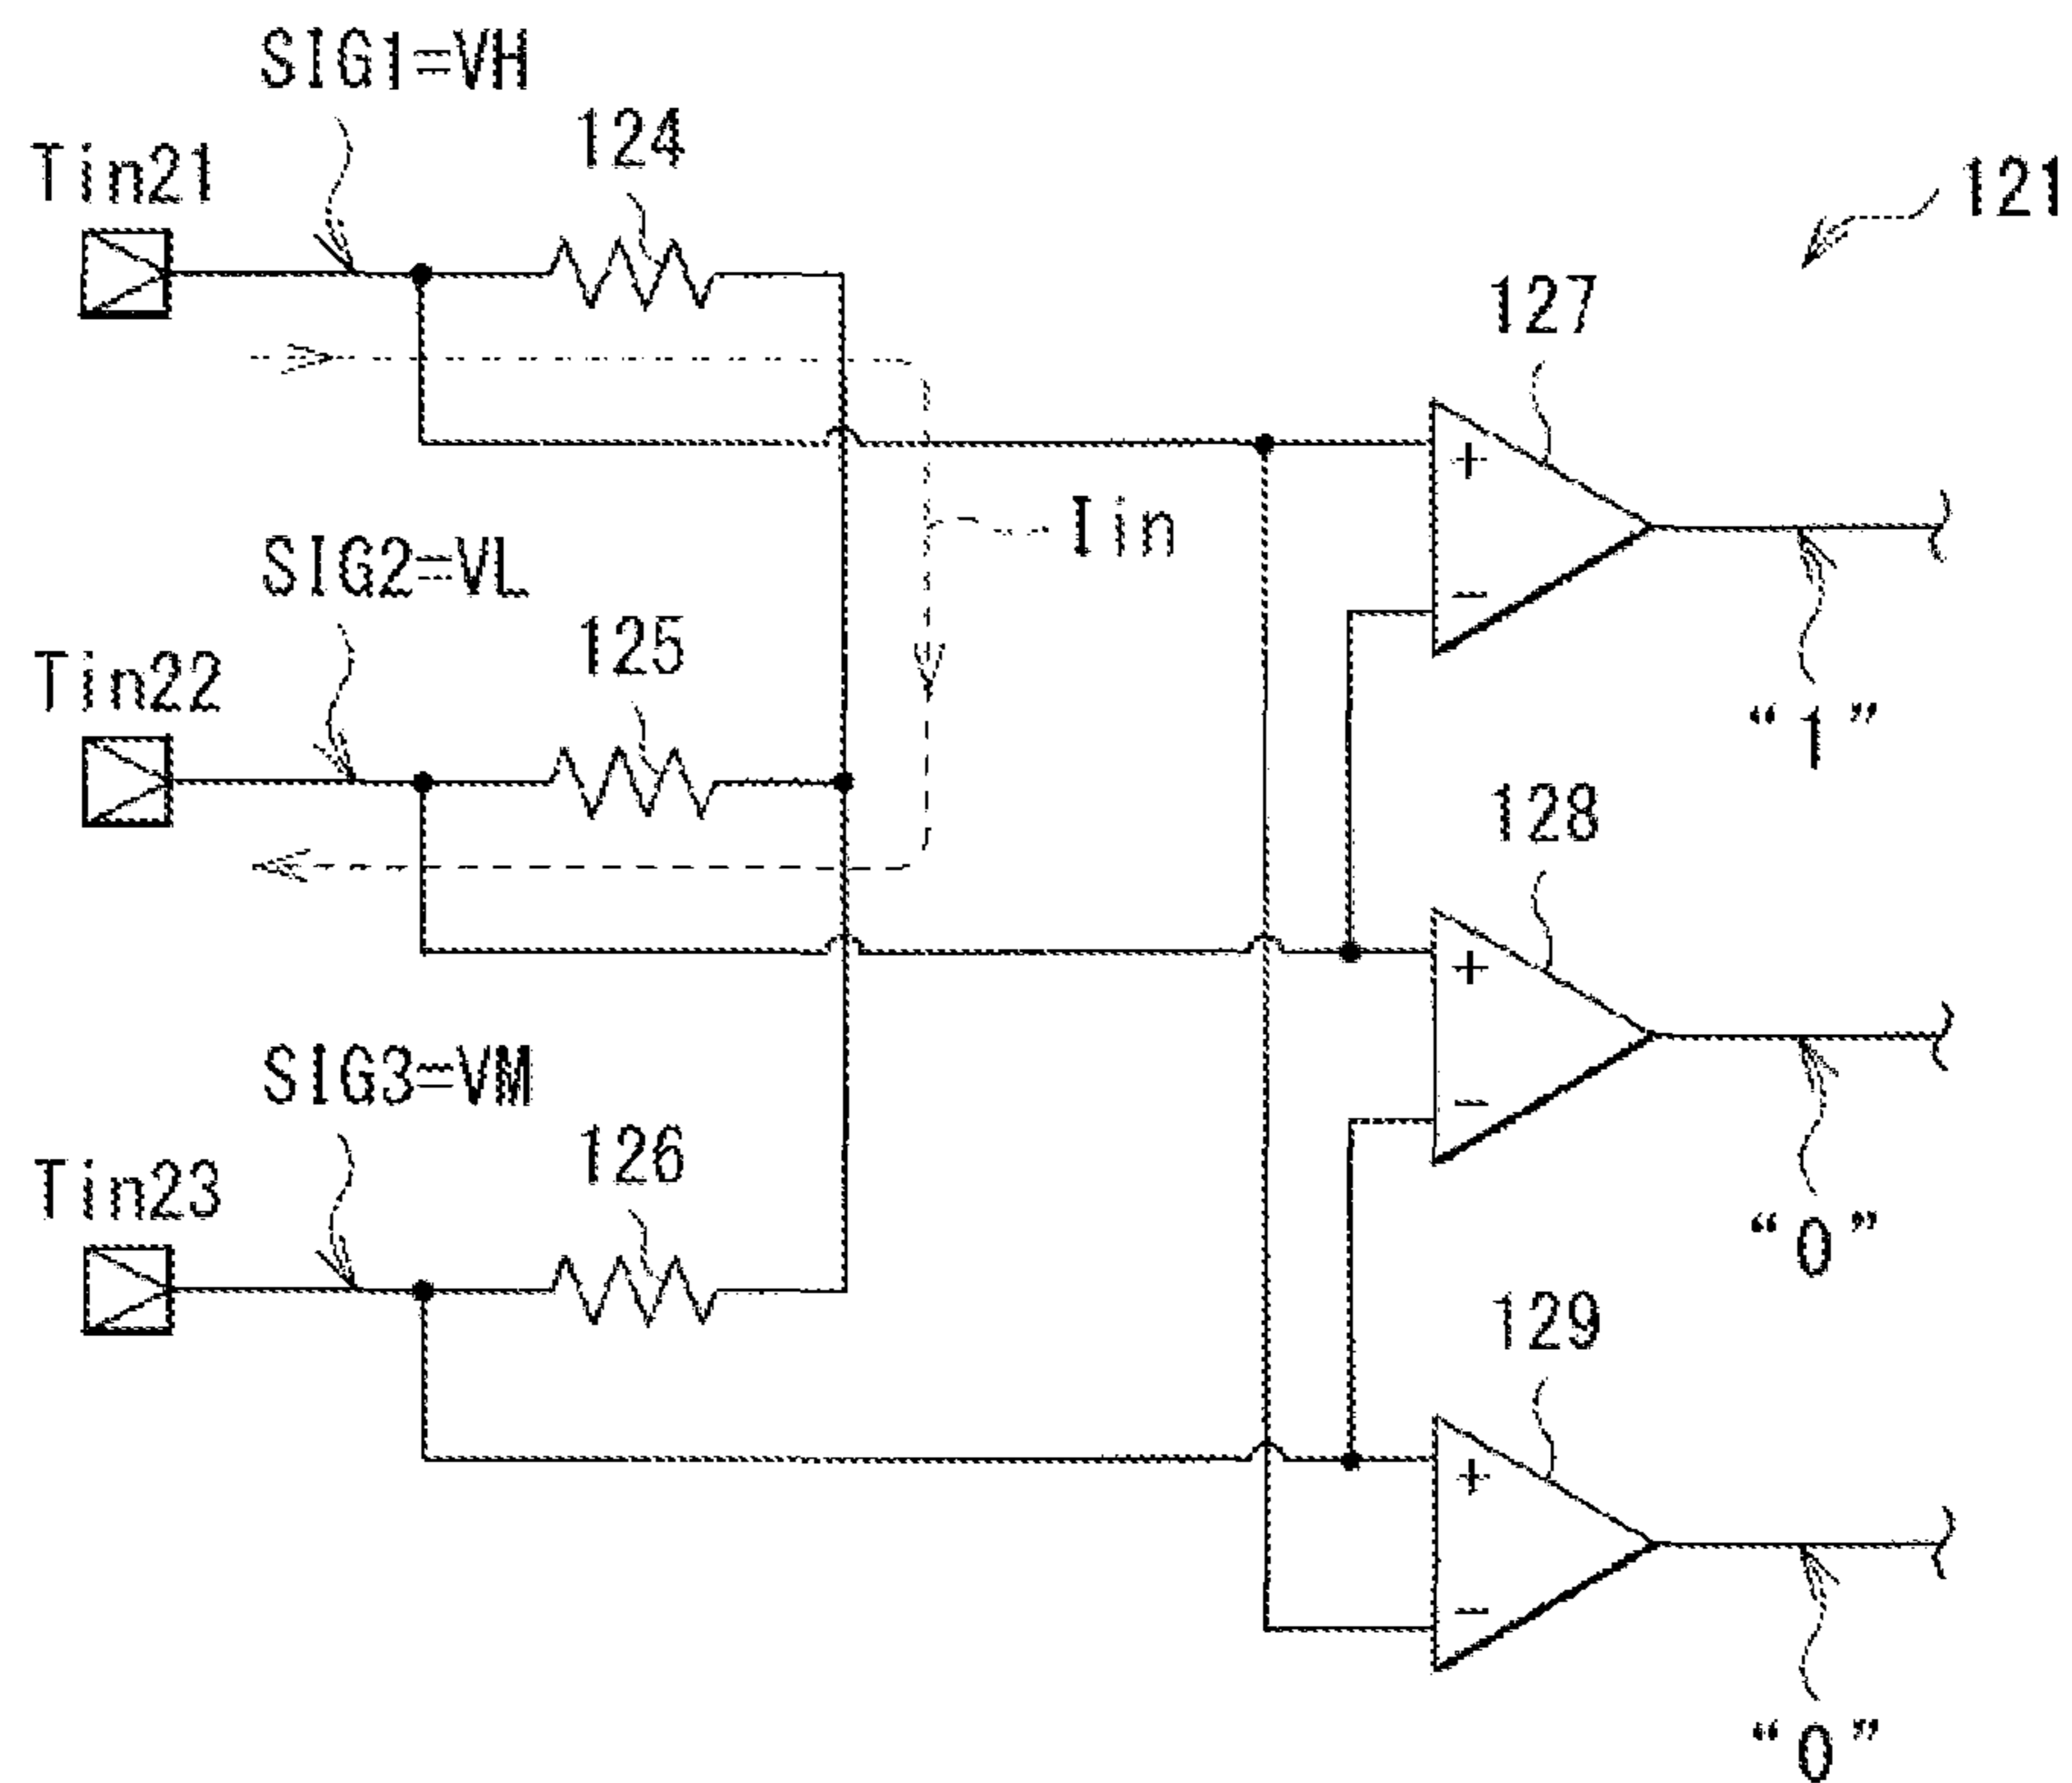 SIG1=VH
124
Tin21
121
127
+
Iin
SIG2=VL
−
125
Tin22
“1”
128
+
SIG3=VM
−
126
Tin23
“0”
129
+
−
“0”